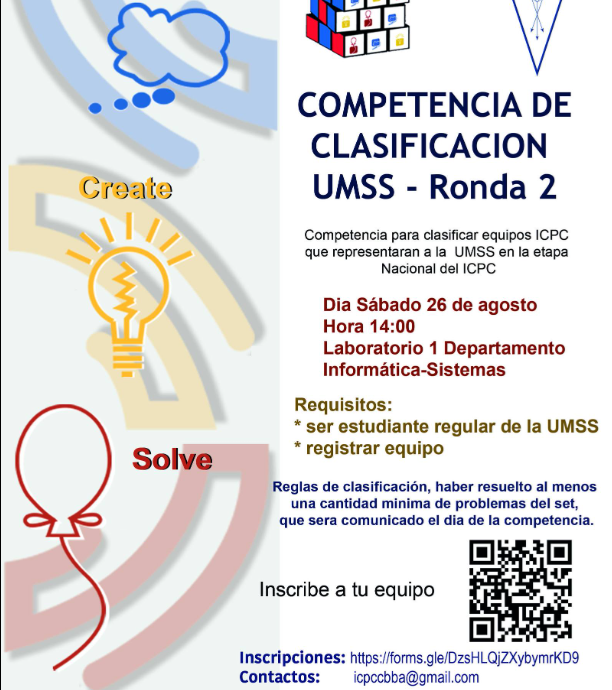 COMPETENCIA DE
CLASIFICACION
UMSS - Ronda 2
Create
Competencia para clasificar equipos ICPC
que representaran a la UMSS en la etapa
Nacional del ICPC
Dia Sábado 26 de agosto
Hora 14:00
Laboratorio 1 Departamento
Informática-Sistemas
Requisitos:
* ser estudiante regular de la UMSS
* registrar equipo
Solve
Reglas de clasificación, haber resuelto al menos
una cantidad minima de problemas del set,
que sera comunicado el dia de la competencia.
Inscribe a tu equipo
Inscripciones: https://forms.gle/DzsHLQjZXybymrKD9
Contactos: icpccbba@gmail.com